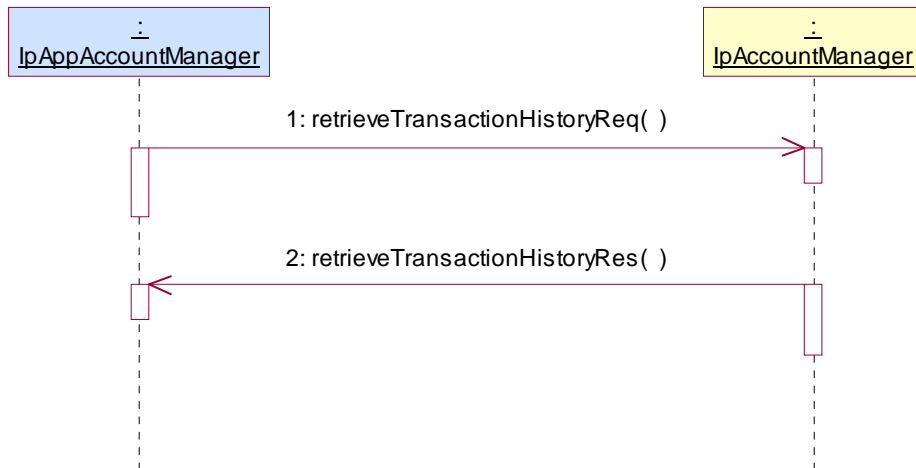 :
IpAppAccountManager
:
IpAccountManager
1: retrieveTransactionHistoryReq( )
2: retrieveTransactionHistoryRes( )